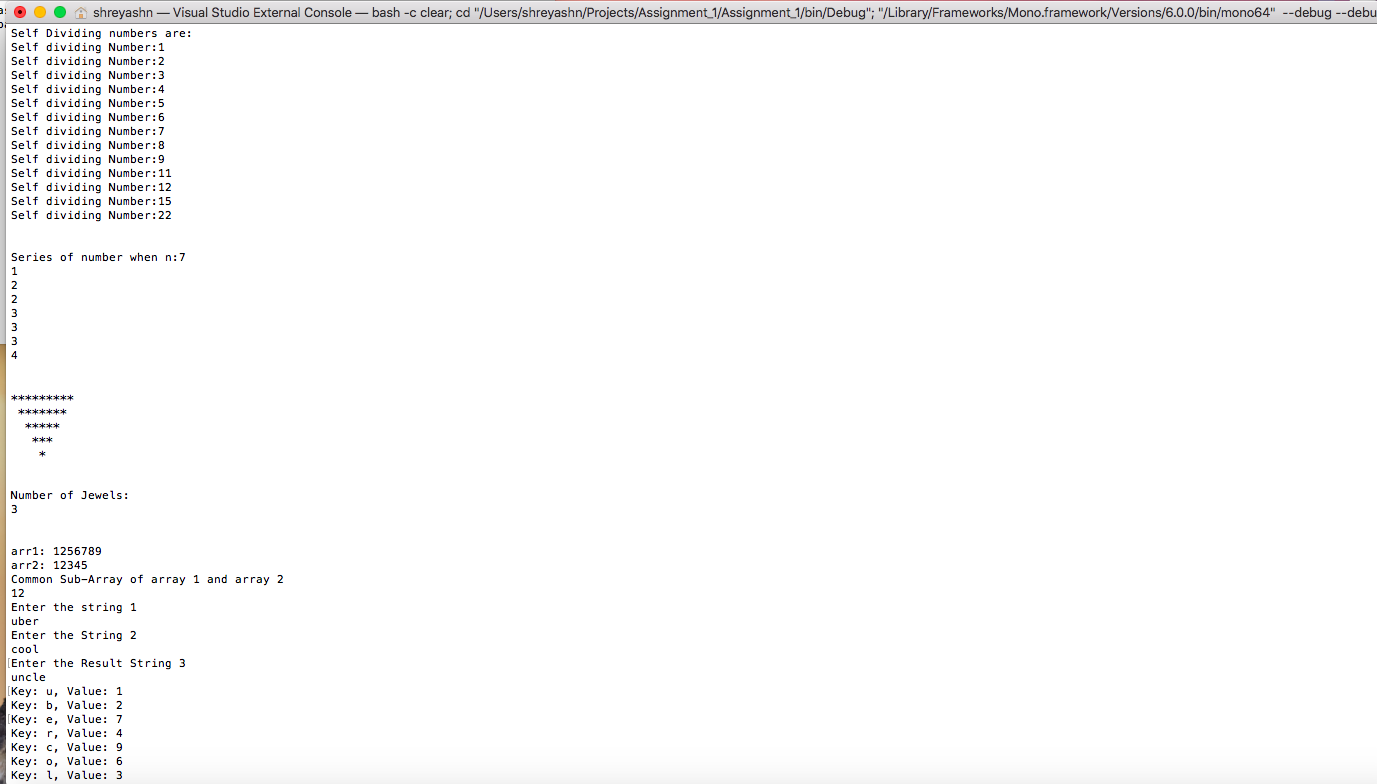 shreyashn — Visual Studio External Console — bash -c clear; cd "/Users/shreyashn/Projects/Assignment_1/Assignment_1/bin/Debug"; "/Library/Frameworks/Mono.framework/Versions/6.0.0/bin/mono64" --debug --debu
Self Dividing numbers are:
Self dividing Number:1
Self dividing Number:2
Self dividing Number:3
Self dividing Number:4
Self dividing Number:5
Self dividing Number:6
Self dividing Number:7
Self dividing Number:8
Self dividing Number:9
Self dividing Number:11
Self dividing Number:12
Self dividing Number:15
Self dividing Number:22
Series of number when n:7
1
2
2
3
3
3
4
*********
 *******
  *****
   ***
    *
Number of Jewels:
3
arr1: 1256789
arr2: 12345
Common Sub-Array of array 1 and array 2
12
Enter the string 1
uber
Enter the String 2
cool
[Enter the Result String 3
uncle
[Key: u, Value: 1
Key: b, Value: 2
[Key: e, Value: 7
Key: r, Value: 4
Key: c, Value: 9
Key: o, Value: 6
Key: l, Value: 3